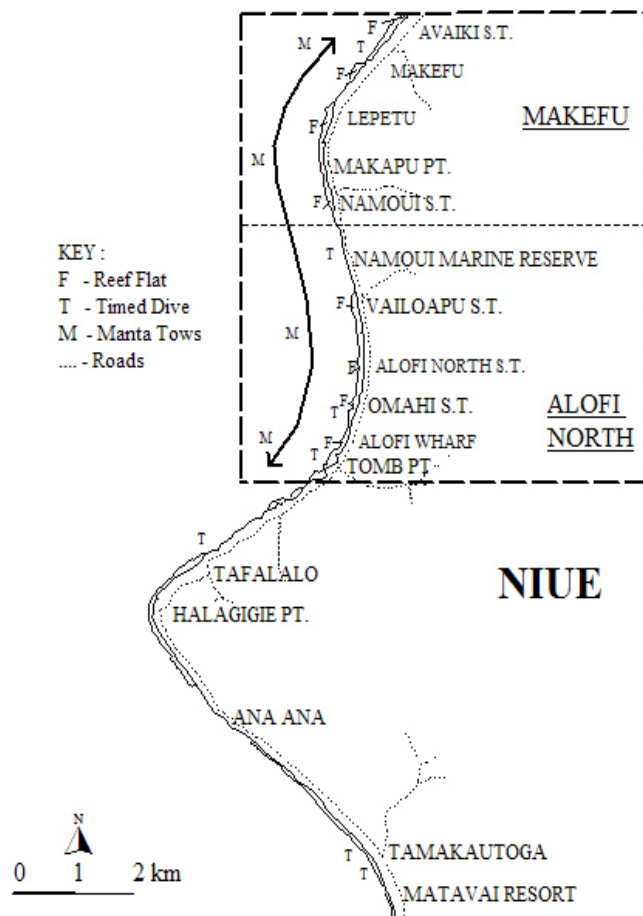 F
AVAIKI S.T.
M
T
F
MAKEFU
LEPETU
F
MAKEFU
M
MAKAPU PT.
F
NAMOUI S.T.
KEY :
F - Reef Flat
T - Timed Dive
M - Manta Tows
.... - Roads
T
NAMOUI MARINE RESERVE
F
VAILOAPU S.T.
M
F
ALOFI NORTH S.T.
F
T
OMAHI S.T.
ALOFI
NORTH
M
F
ALOFI WHARF
T
TOMB PT
T
TAFALALO
NIUE
HALAGIGIE PT.
ANA ANA
N
0 1 2 km
T
TAMAKAUTOGA
T
MATAVAI RESORT